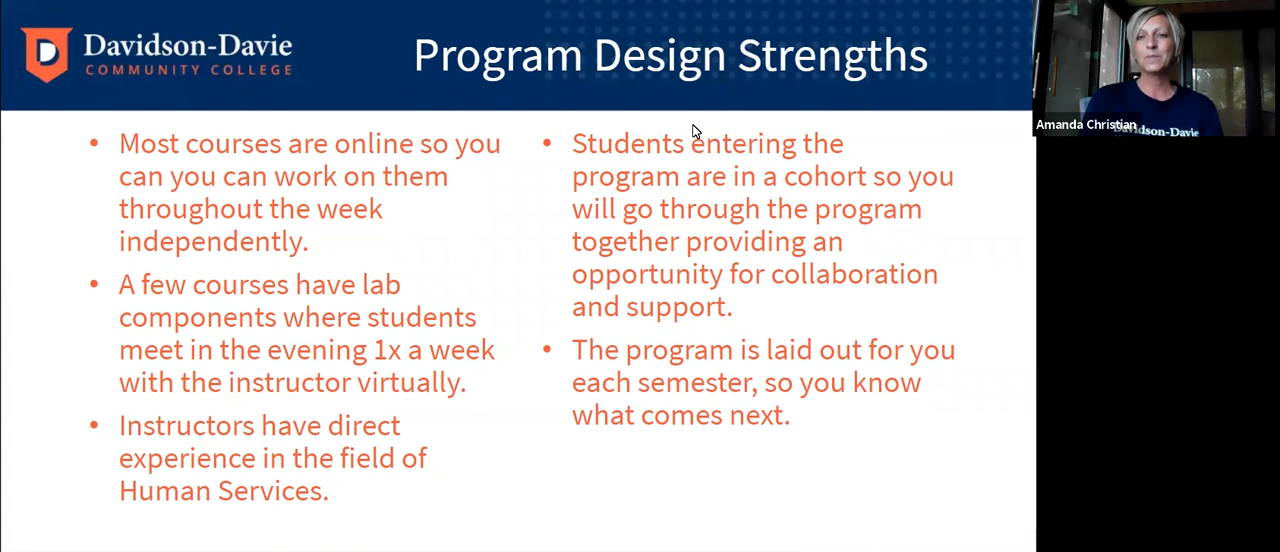 Davidson-Davie
COMMUNITY COLLEGE
Program Design Strengths
• Most courses are online so you
can you can work on them
throughout the week
independently.
• A few courses have lab
components where students
meet in the evening 1x a week
with the instructor virtually.
• Instructors have direct
experience in the field of
Human Services.
• Students entering the
program are in a cohort so you
will go through the program
together providing an
opportunity for collaboration
and support.
• The program is laid out for you
each semester, so you know
what comes next.
Amanda Christian
Davidson-Davie